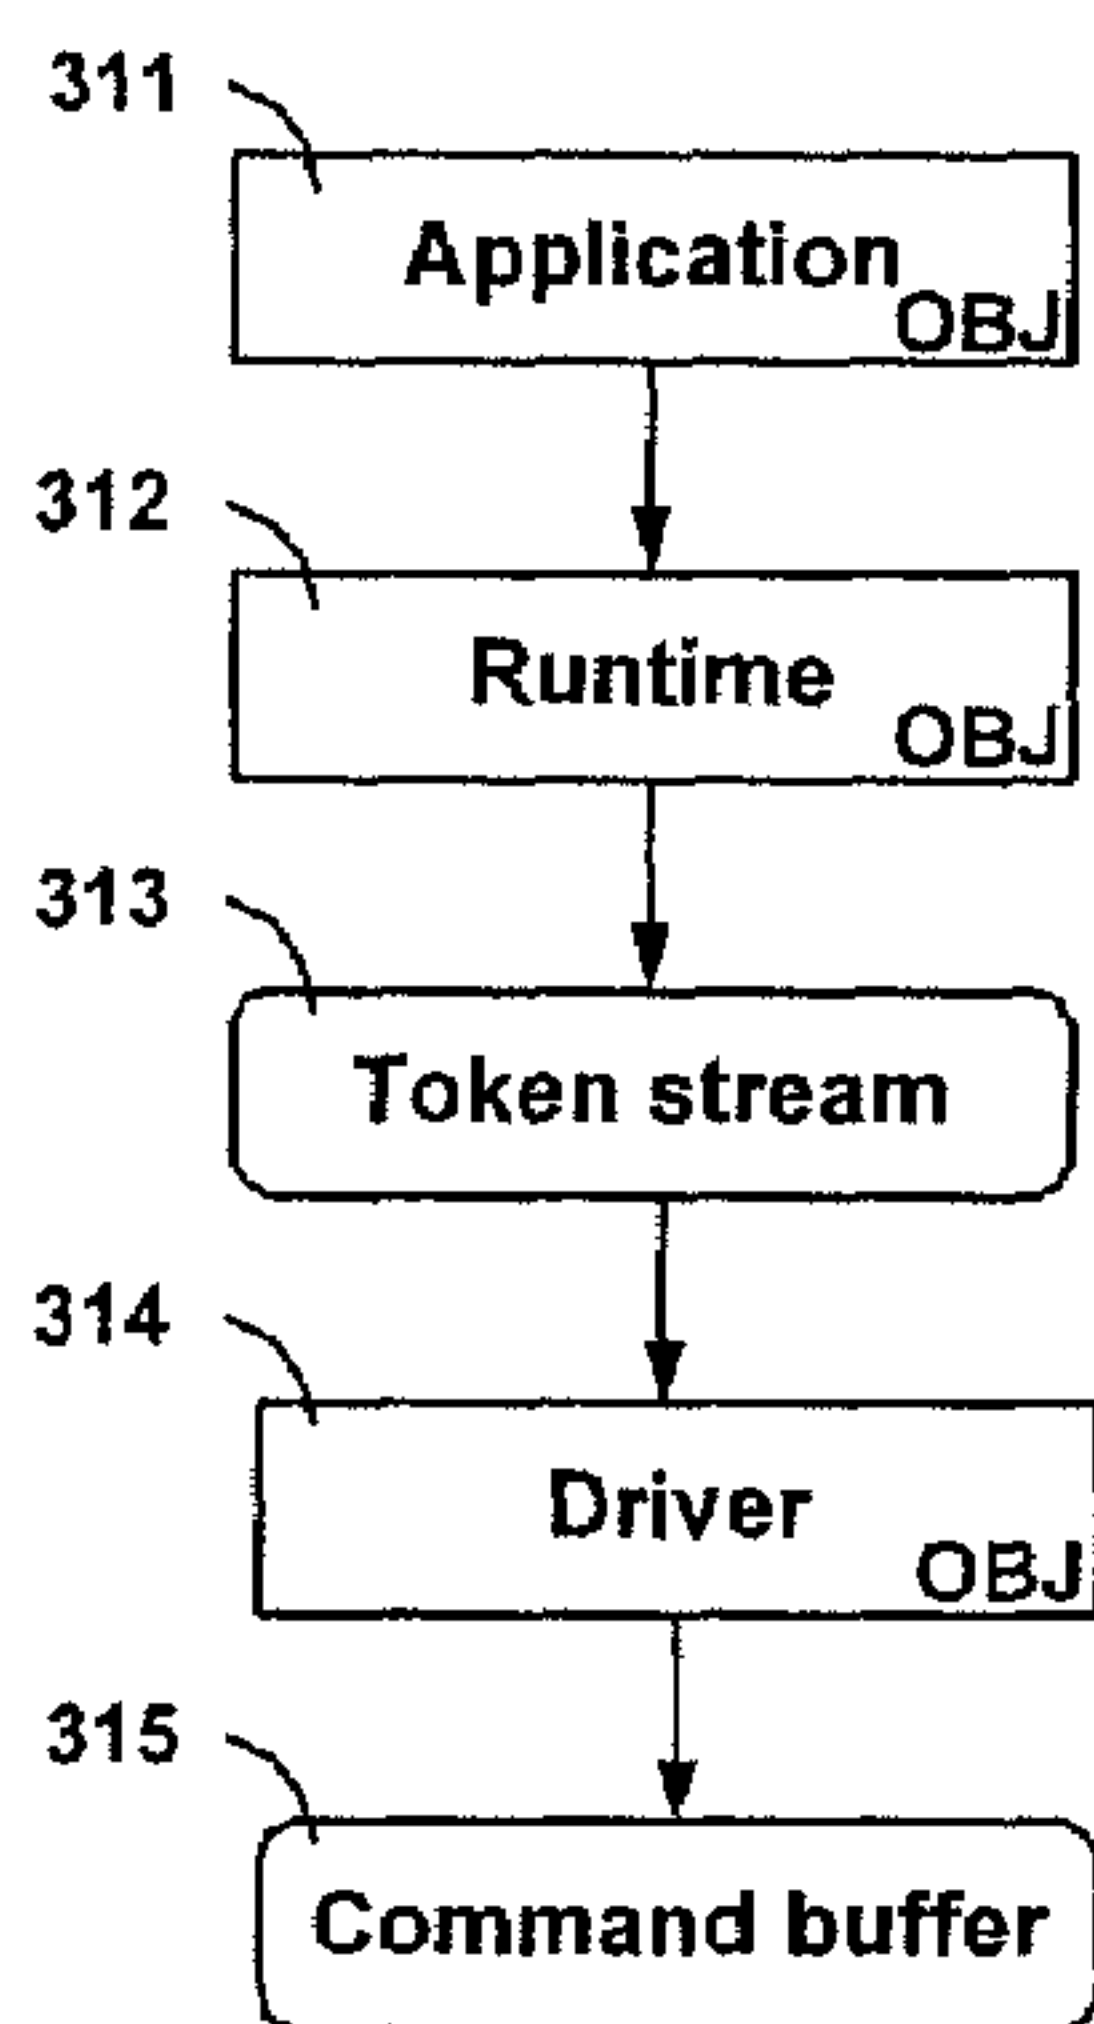 311
Application
OBJ
312
Runtime
OBJ
313
Token stream
314
Driver
OBJ
315
Command buffer